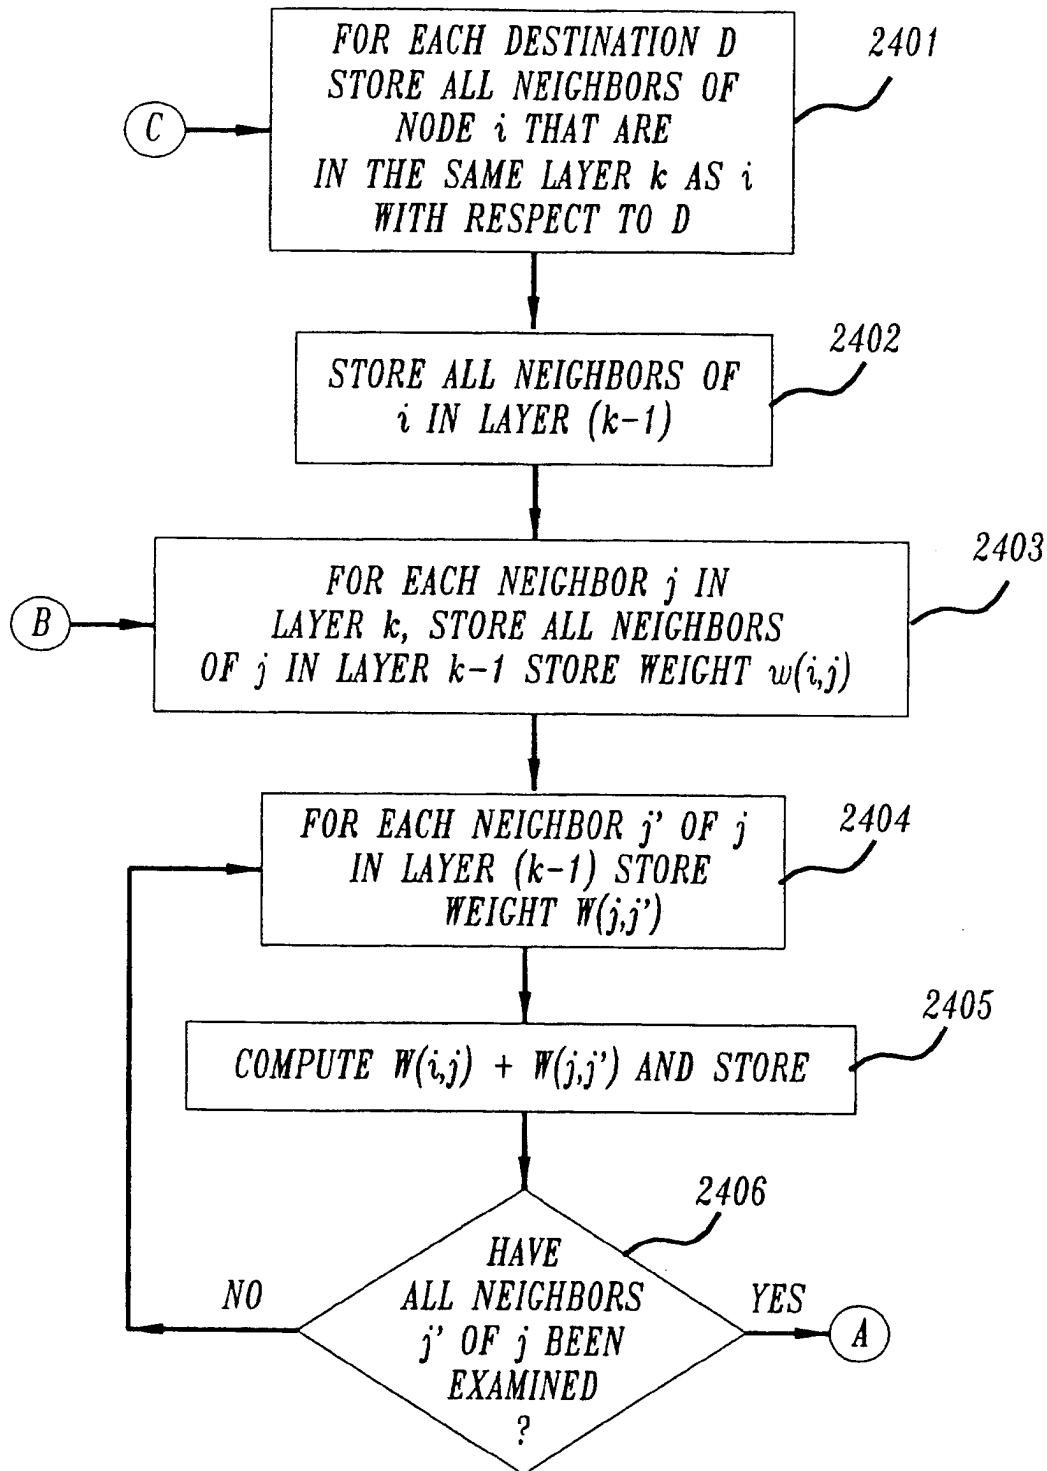 FOR EACH DESTINATION D
STORE ALL NEIGHBORS OF
NODE i THAT ARE
IN THE SAME LAYER k AS i
WITH RESPECT TO D
2401
C
STORE ALL NEIGHBORS OF
i IN LAYER (k-1)
2402
FOR EACH NEIGHBOR j IN
LAYER k, STORE ALL NEIGHBORS
OF j IN LAYER k-1 STORE WEIGHT w(i,j)
2403
B
FOR EACH NEIGHBOR j' OF j
IN LAYER (k-1) STORE
WEIGHT W(j,j')
2404
COMPUTE W(i,j) + W(j,j') AND STORE
2405
HAVE
ALL NEIGHBORS
j' OF j BEEN
EXAMINED
?
2406
NO
YES
A